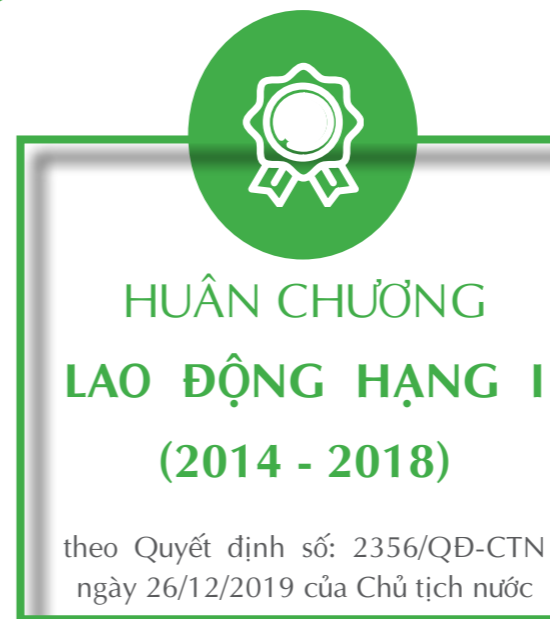 HUÂN CHƯƠNG
LAO ĐỘNG HẠNG I
(2014 - 2018)
theo Quyết định số: 2356/QĐ-CTN
ngày 26/12/2019 của Chủ tịch nước